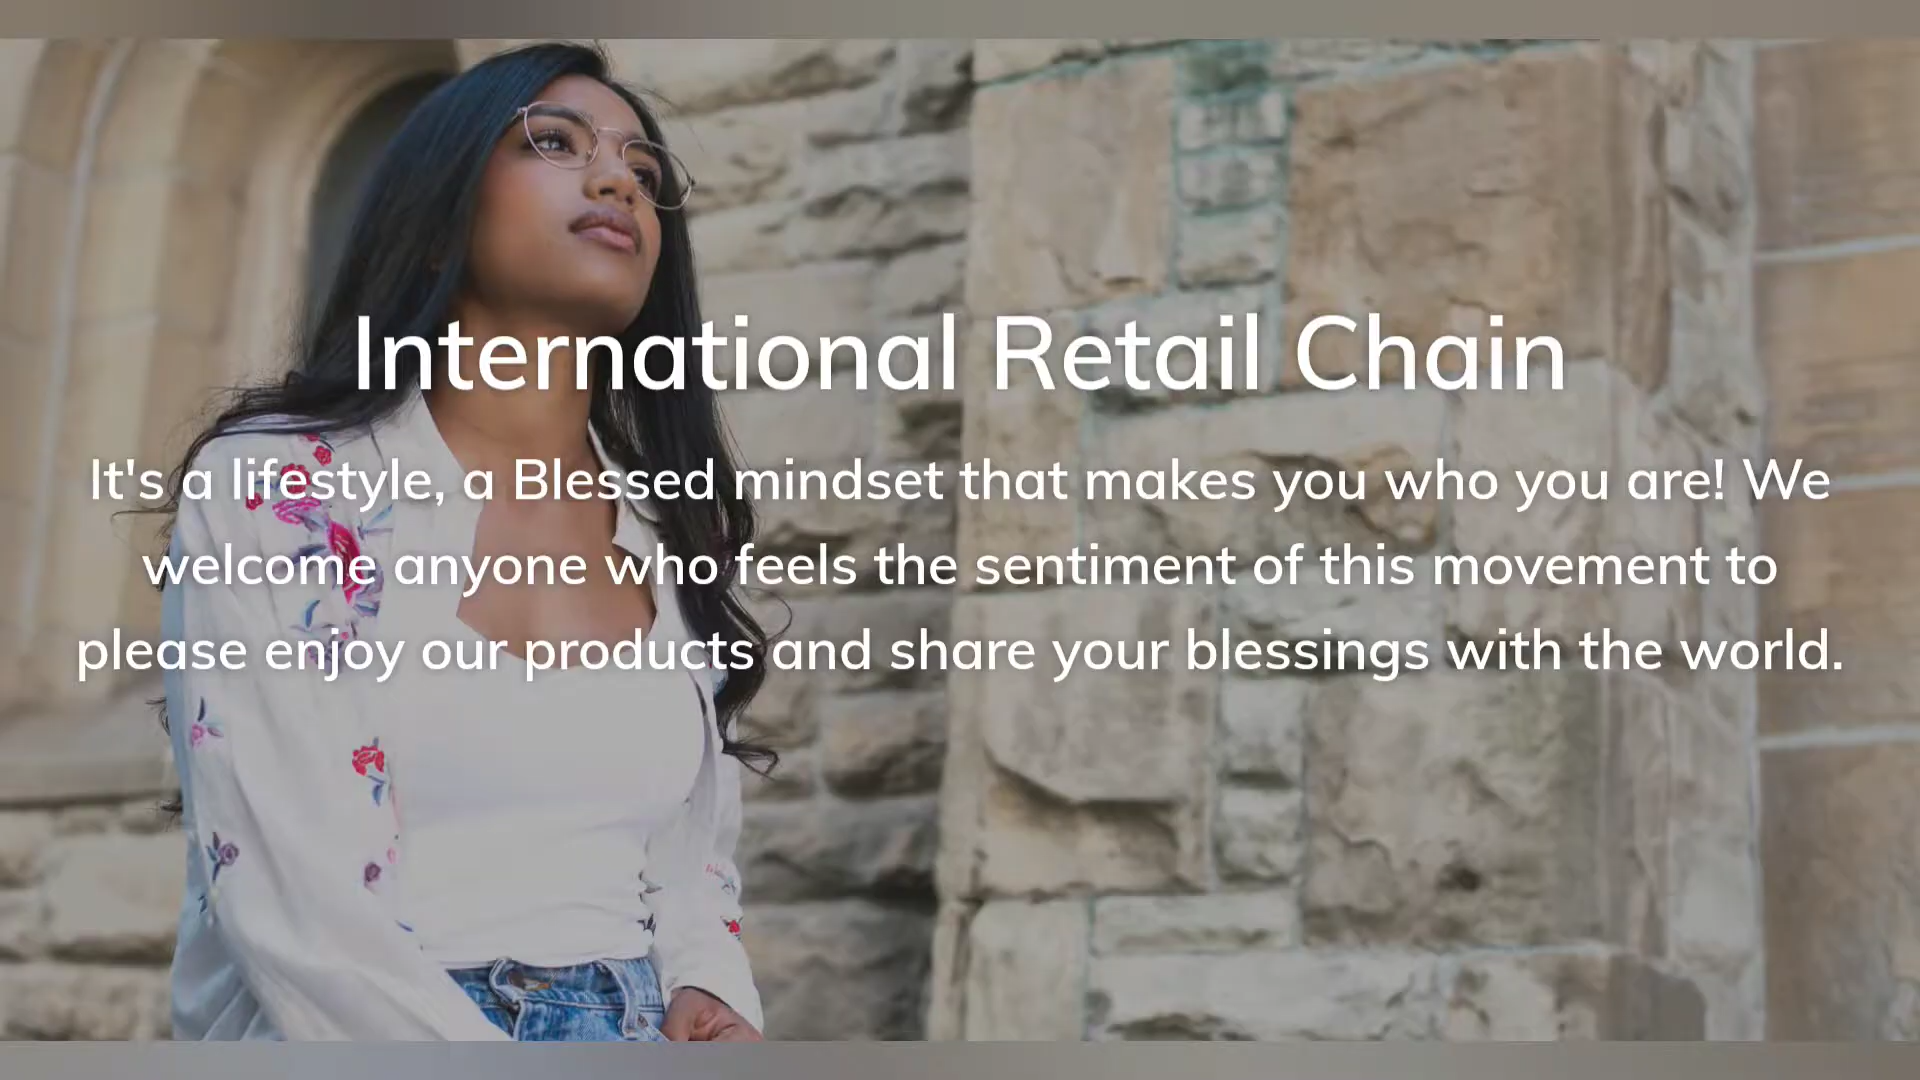 International Retail Chain
It's a lifestyle, a Blessed mindset that makes you who you are! We
welcome anyone who feels the sentiment of this movement to
please enjoy our products and share your blessings with the world.